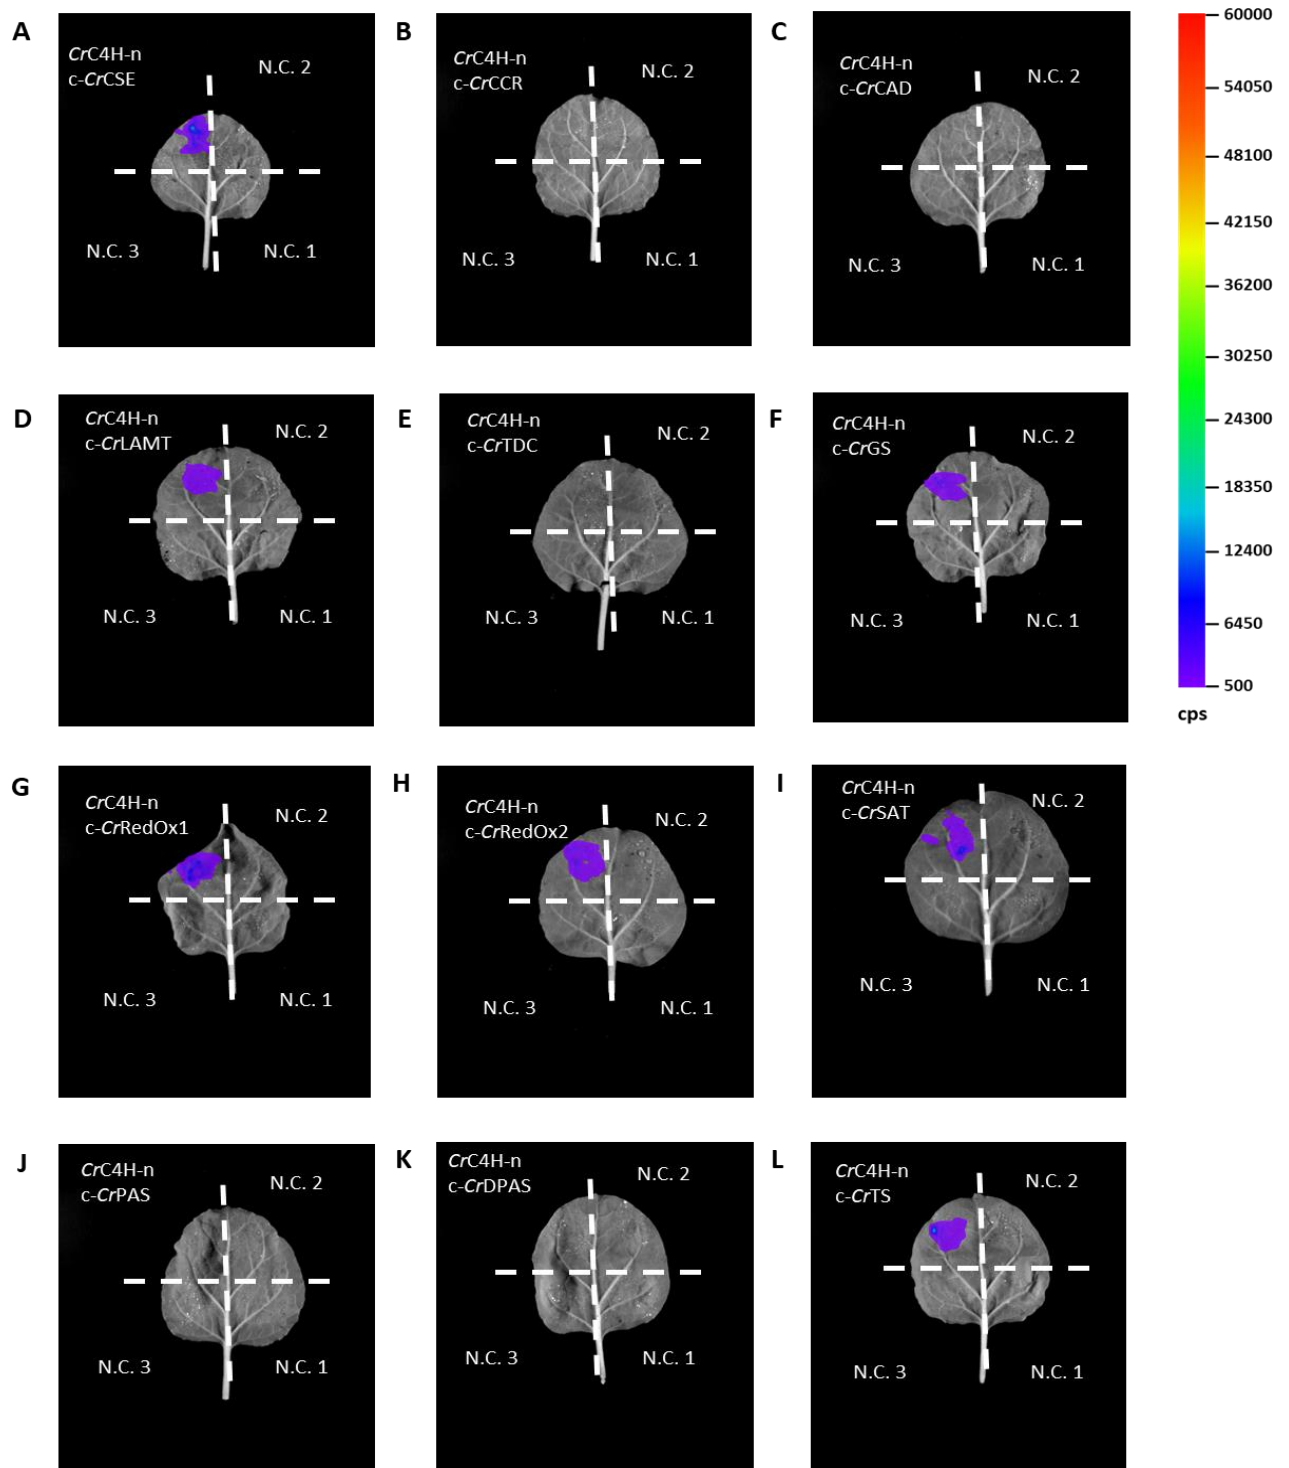 A
CrC4H-n
c-CrCSE
N.C. 2
N.C. 3
N.C. 1
B
CrC4H-n
c-CrCCR
N.C. 2
N.C. 3
N.C. 1
C
CrC4H-n
c-CrCAD
N.C. 2
N.C. 3
N.C. 1
60000
54050
48100
42150
36200
30250
24300
18350
12400
6450
500
cps
D
CrC4H-n
c-CrLAMT
N.C. 2
N.C. 3
N.C. 1
E
CrC4H-n
c-CrTDC
N.C. 2
N.C. 3
N.C. 1
F
CrC4H-n
c-CrGS
N.C. 2
N.C. 3
N.C. 1
G
CrC4H-n
c-CrRedOx1
N.C. 2
N.C. 3
N.C. 1
H
CrC4H-n
c-CrRedOx2
N.C. 2
N.C. 3
N.C. 1
I
CrC4H-n
c-CrSAT
N.C. 2
N.C. 3
N.C. 1
J
CrC4H-n
c-CrPAS
N.C. 2
N.C. 3
N.C. 1
K
CrC4H-n
c-CrDPAS
N.C. 2
N.C. 3
N.C. 1
L
CrC4H-n
c-CrTS
N.C. 2
N.C. 3
N.C. 1